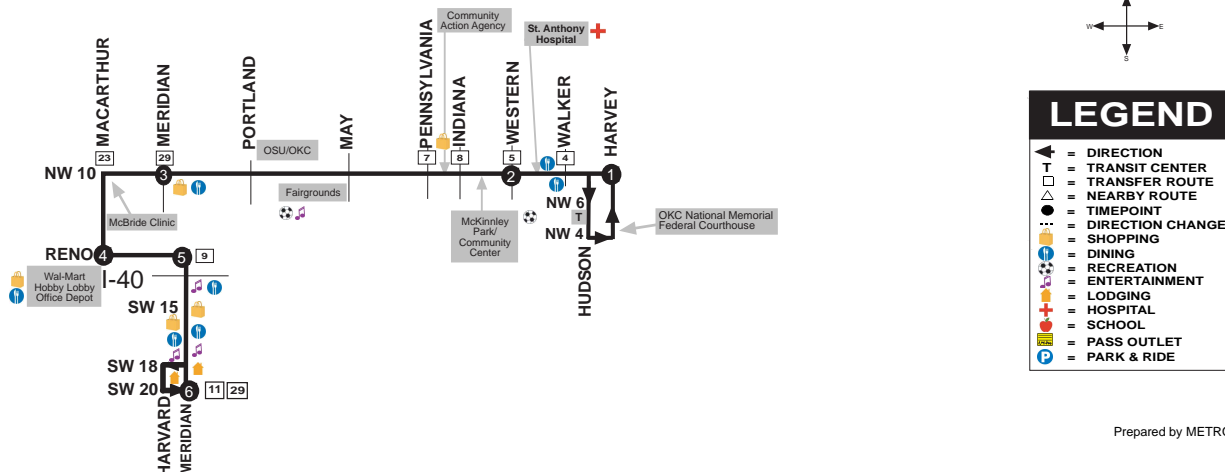 Community
Action Agency
St. Anthony
Hospital
W
E
S
MACARTHUR
MERIDIAN
PORTLAND
MAY
PENNSYLVANIA
INDIANA
WESTERN
WALKER
HARVEY
23
29
OSU/OKC
7
8
5
4
NW 10
3
2
1
Fairgrounds
McBride Clinic
McKinnley
Park/
Community
Center
NW 6
T
NW 4
HUDSON
OKC National Memorial
Federal Courthouse
RENO
4
5
9
Wal-Mart
Hobby Lobby
Office Depot
I-40
SW 15
SW 18
SW 20
6
11
29
HARVARD
MERIDIAN
LEGEND
= DIRECTION
T = TRANSIT CENTER
= TRANSFER ROUTE
= NEARBY ROUTE
= TIMEPOINT
= DIRECTION CHANGE
= SHOPPING
= DINING
= RECREATION
= ENTERTAINMENT
= LODGING
= HOSPITAL
= SCHOOL
= PASS OUTLET
P = PARK & RIDE
Prepared by METRO